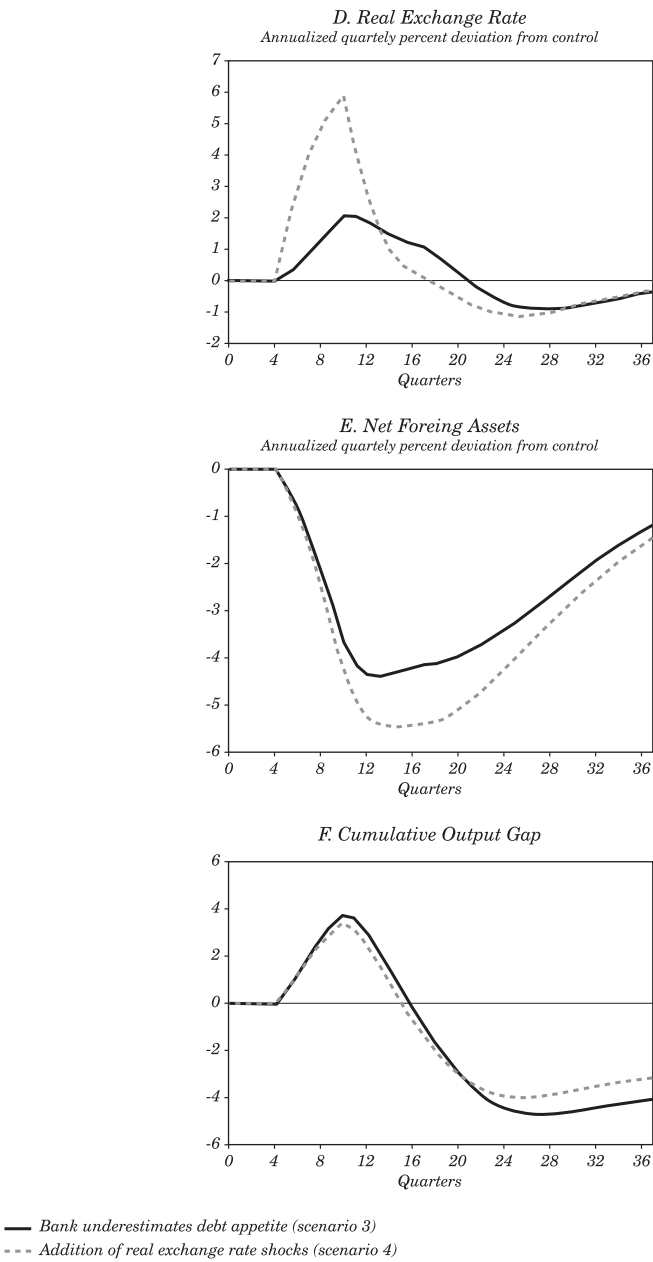 D. Real Exchange Rate
Annualized quartely percent deviation from control
7
6
5
4
3
2
1
0
-1
-2
0 4 8 12 16 20 24 28 32 36
Quarters
E. Net Foreing Assets
Annualized quartely percent deviation from control
0
-1
-2
-3
-4
-5
-6
0 4 8 12 16 20 24 28 32 36
Quarters
F. Cumulative Output Gap
6
4
2
0
-2
-4
-6
0 4 8 12 16 20 24 28 32 36
Quarters
Bank underestimates debt appetite (scenario 3)
Addition of real exchange rate shocks (scenario 4)